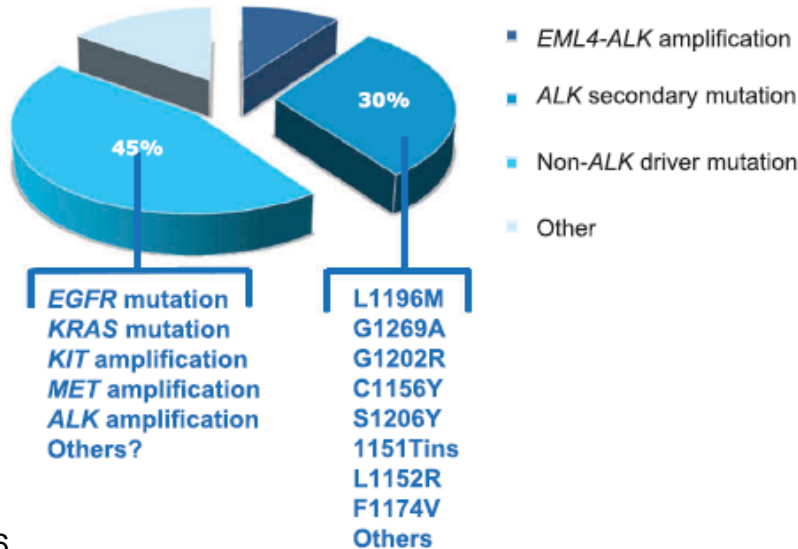 EML4-ALK amplification
30%
ALK secondary mutation
45%
Non-ALK driver mutation
Other
EGFR mutation
KRAS mutation
KIT amplification
MET amplification
ALK amplification
Others?
L1196M
G1269A
G1202R
C1156Y
S1206Y
1151Tins
L1152R
F1174V
Others